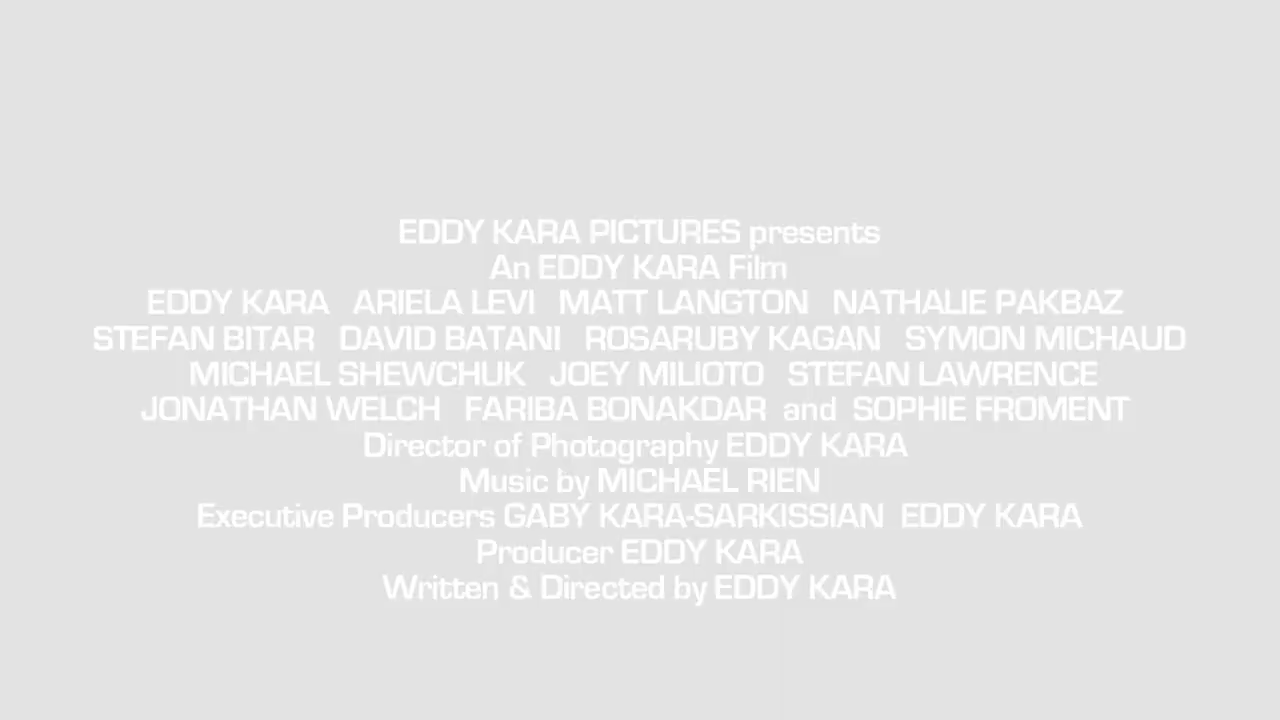 EDDY KARA PICTURES presents
An EDDY KARA Film
EDDY KARA ARIELA LEVI MATT LANGTON NATHALIE PAKBAZ
STEFAN BITAR DAVID BATANI ROSARUBY KAGAN SYMON MICHAUD
MICHAEL SHEWCHUK JOEY MILIOTO STEFAN LAWRENCE
JONATHAN WELCH FARIBA BONAKDAR and SOPHIE FROMENT
Director of Photography EDDY KARA
Music by MICHAEL RIEN
Executive Producers GABY KARA-SARKISSIAN EDDY KARA
Producer EDDY KARA
Written & Directed by EDDY KARA